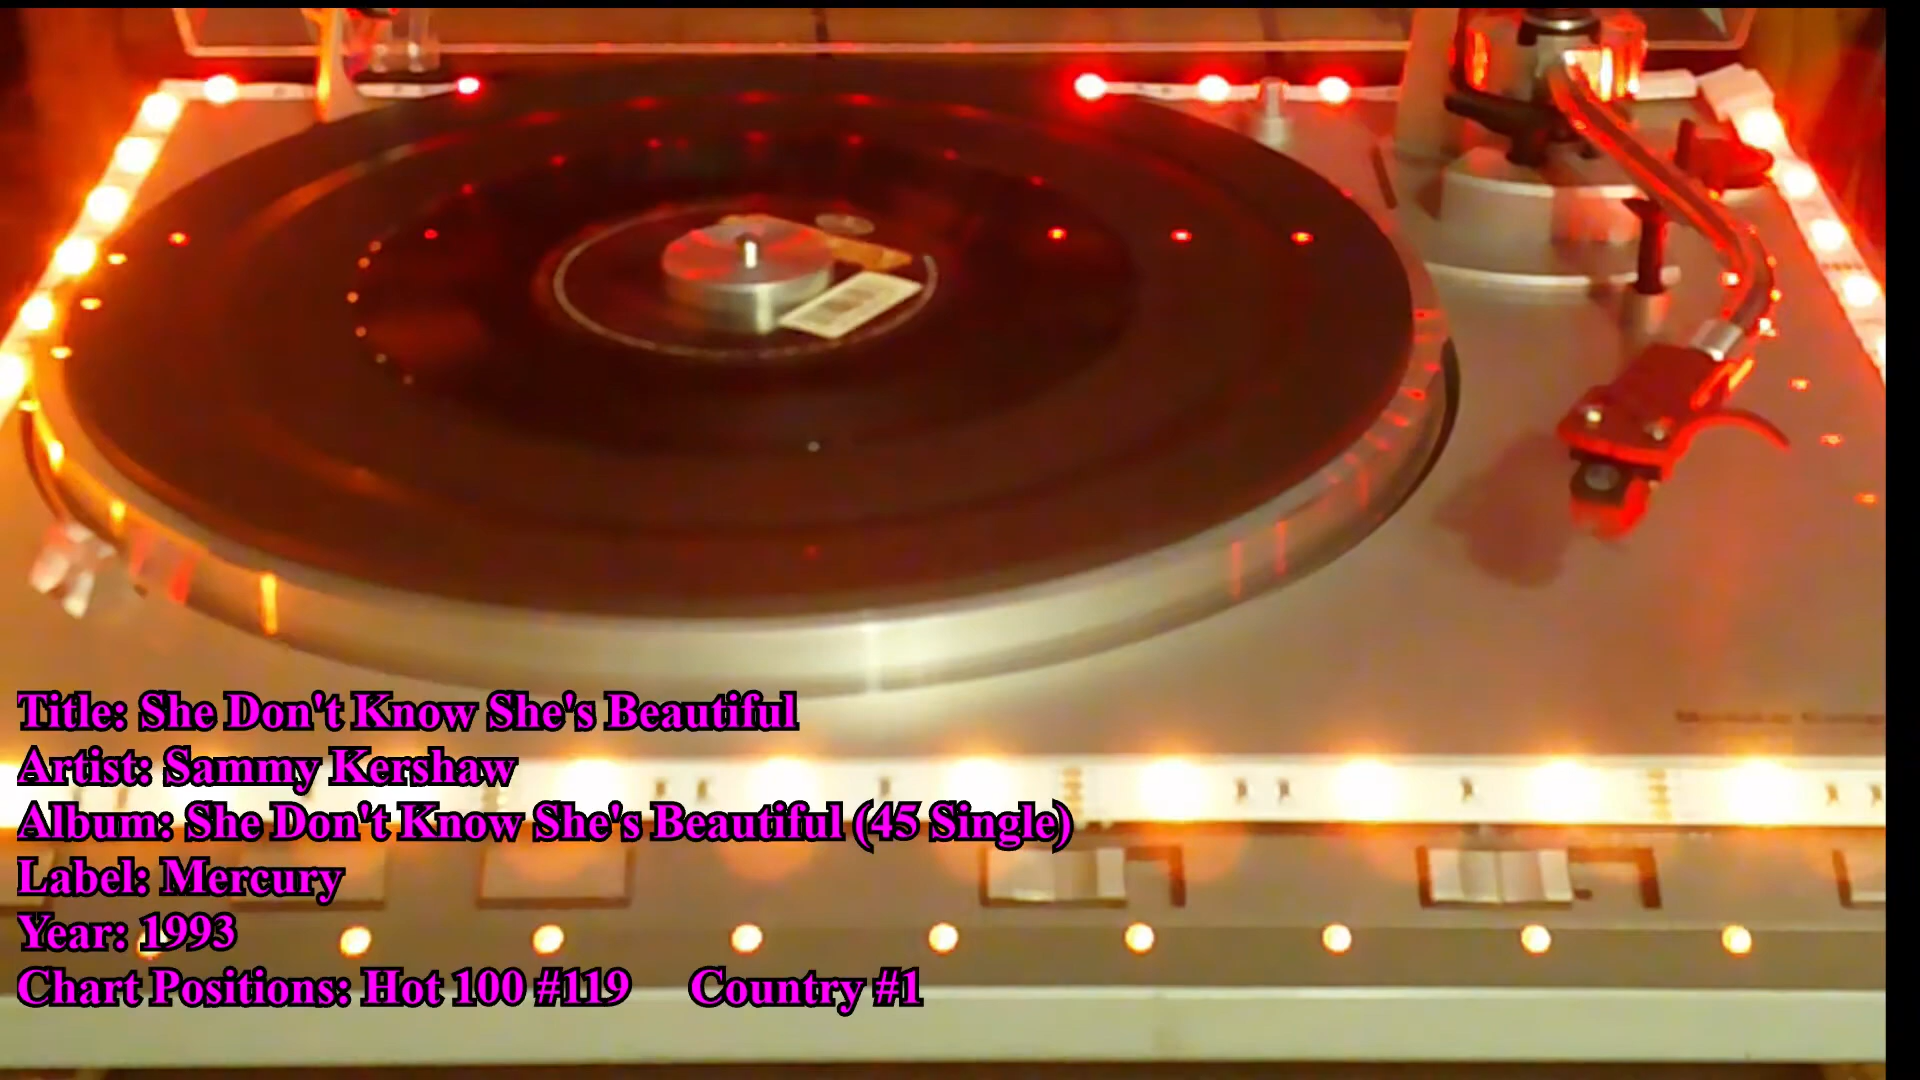 Title: She Don't Know She's Beautiful
Artist: Sammy Kershaw
Album: She Don't Know She's Beautiful (45 Single)
Label: Mercury
Year: 1993
Chart Positions: Hot 100 #119 Country #1